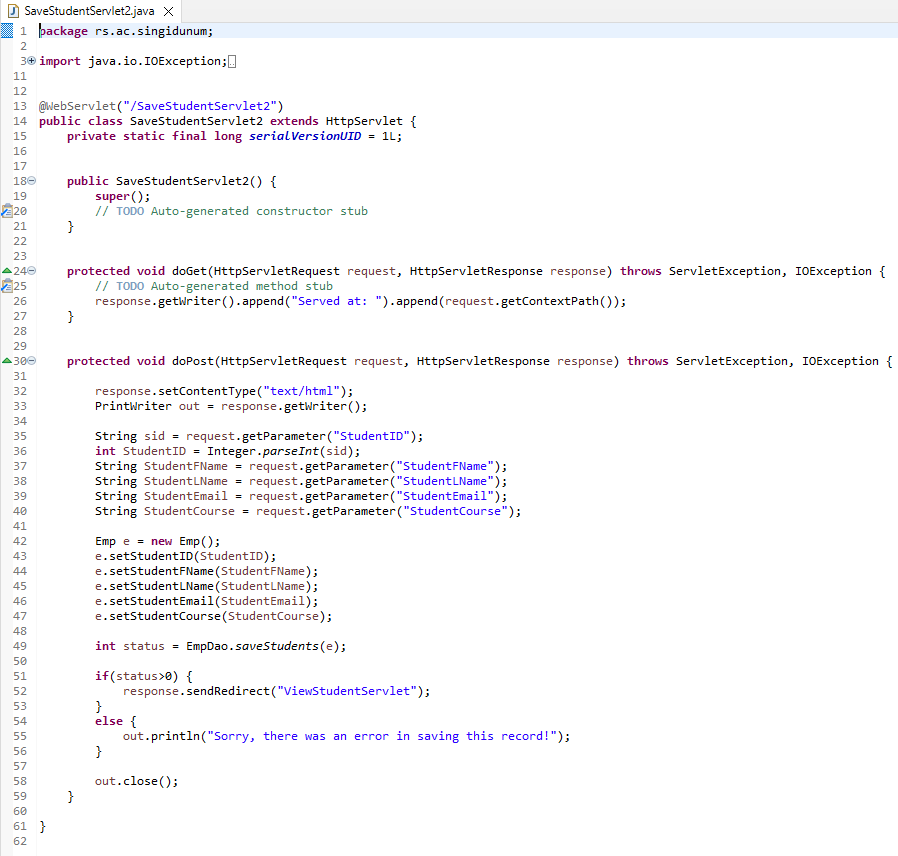 SaveStudentServlet2.java
1 package rs.ac.singidunum;
2
3 import java.io.IOException;
11
12
13 @WebServlet("/SaveStudentServlet2")
14 public class SaveStudentServlet2 extends HttpServlet {
15 private static final long serialVersionUID = 1L;
16
17
18 public SaveStudentServlet2() {
19 super();
20 // TODO Auto-generated constructor stub
21 }
22
23
24 protected void doGet(HttpServletRequest request, HttpServletResponse response) throws ServletException, IOException {
25 // TODO Auto-generated method stub
26 response.getWriter().append("Served at: ").append(request.getContextPath());
27 }
28
29
30 protected void doPost(HttpServletRequest request, HttpServletResponse response) throws ServletException, IOException {
31
32 response.setContentType("text/html");
33 PrintWriter out = response.getWriter();
34
35 String sid = request.getParameter("StudentID");
36 int StudentID = Integer.parseInt(sid);
37 String StudentFName = request.getParameter("StudentFName");
38 String StudentLName = request.getParameter("StudentLName");
39 String StudentEmail = request.getParameter("StudentEmail");
40 String StudentCourse = request.getParameter("StudentCourse");
41
42 Emp e = new Emp();
43 e.setStudentID(StudentID);
44 e.setStudentFName(StudentFName);
45 e.setStudentLName(StudentLName);
46 e.setStudentEmail(StudentEmail);
47 e.setStudentCourse(StudentCourse);
48
49 int status = EmpDao.saveStudents(e);
50
51 if(status>0) {
52 response.sendRedirect("ViewStudentServlet");
53 }
54 else {
55 out.println("Sorry, there was an error in saving this record!");
56 }
57
58 out.close();
59 }
60
61 }
62